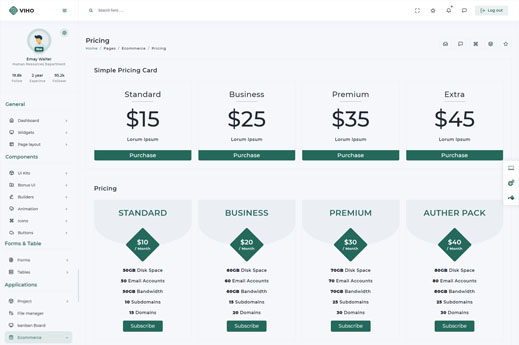 VIHO
Search here .....
Log out
Emay Walter
Human Resources Department
19.8k
2 year
95.2k
Follow
Follower
General
Dashboard
Widgets
Page layout
Components
Ui Kits
Bonus Ui
Builders
Animation
Icons
Buttons
Forms & Table
Forms
Tables
Applications
Project
File manager
kanban Board
Ecommerce
Pricing
Home / Pages / Ecommerce / Pricing
Simple Pricing Card
Standard
$15
Lorum Ipsum
Purchase
Business
$25
Lorum Ipsum
Purchase
Premium
$35
Lorum Ipsum
Purchase
Extra
$45
Lorum Ipsum
Purchase
Pricing
STANDARD
$10
/ Month
50GB Disk Space
50 Email Accounts
50GB Bandwidth
10 Subdomains
15 Domains
Subscribe
BUSINESS
$20
/ Month
60GB Disk Space
60 Email Accounts
60GB Bandwidth
15 Subdomains
20 Domains
Subscribe
PREMIUM
$30
/ Month
70GB Disk Space
70 Email Accounts
70GB Bandwidth
25 Subdomains
30 Domains
Subscribe
AUTHER PACK
$40
/ Month
80GB Disk Space
80 Email Accounts
80GB Bandwidth
25 Subdomains
30 Domains
Subscribe